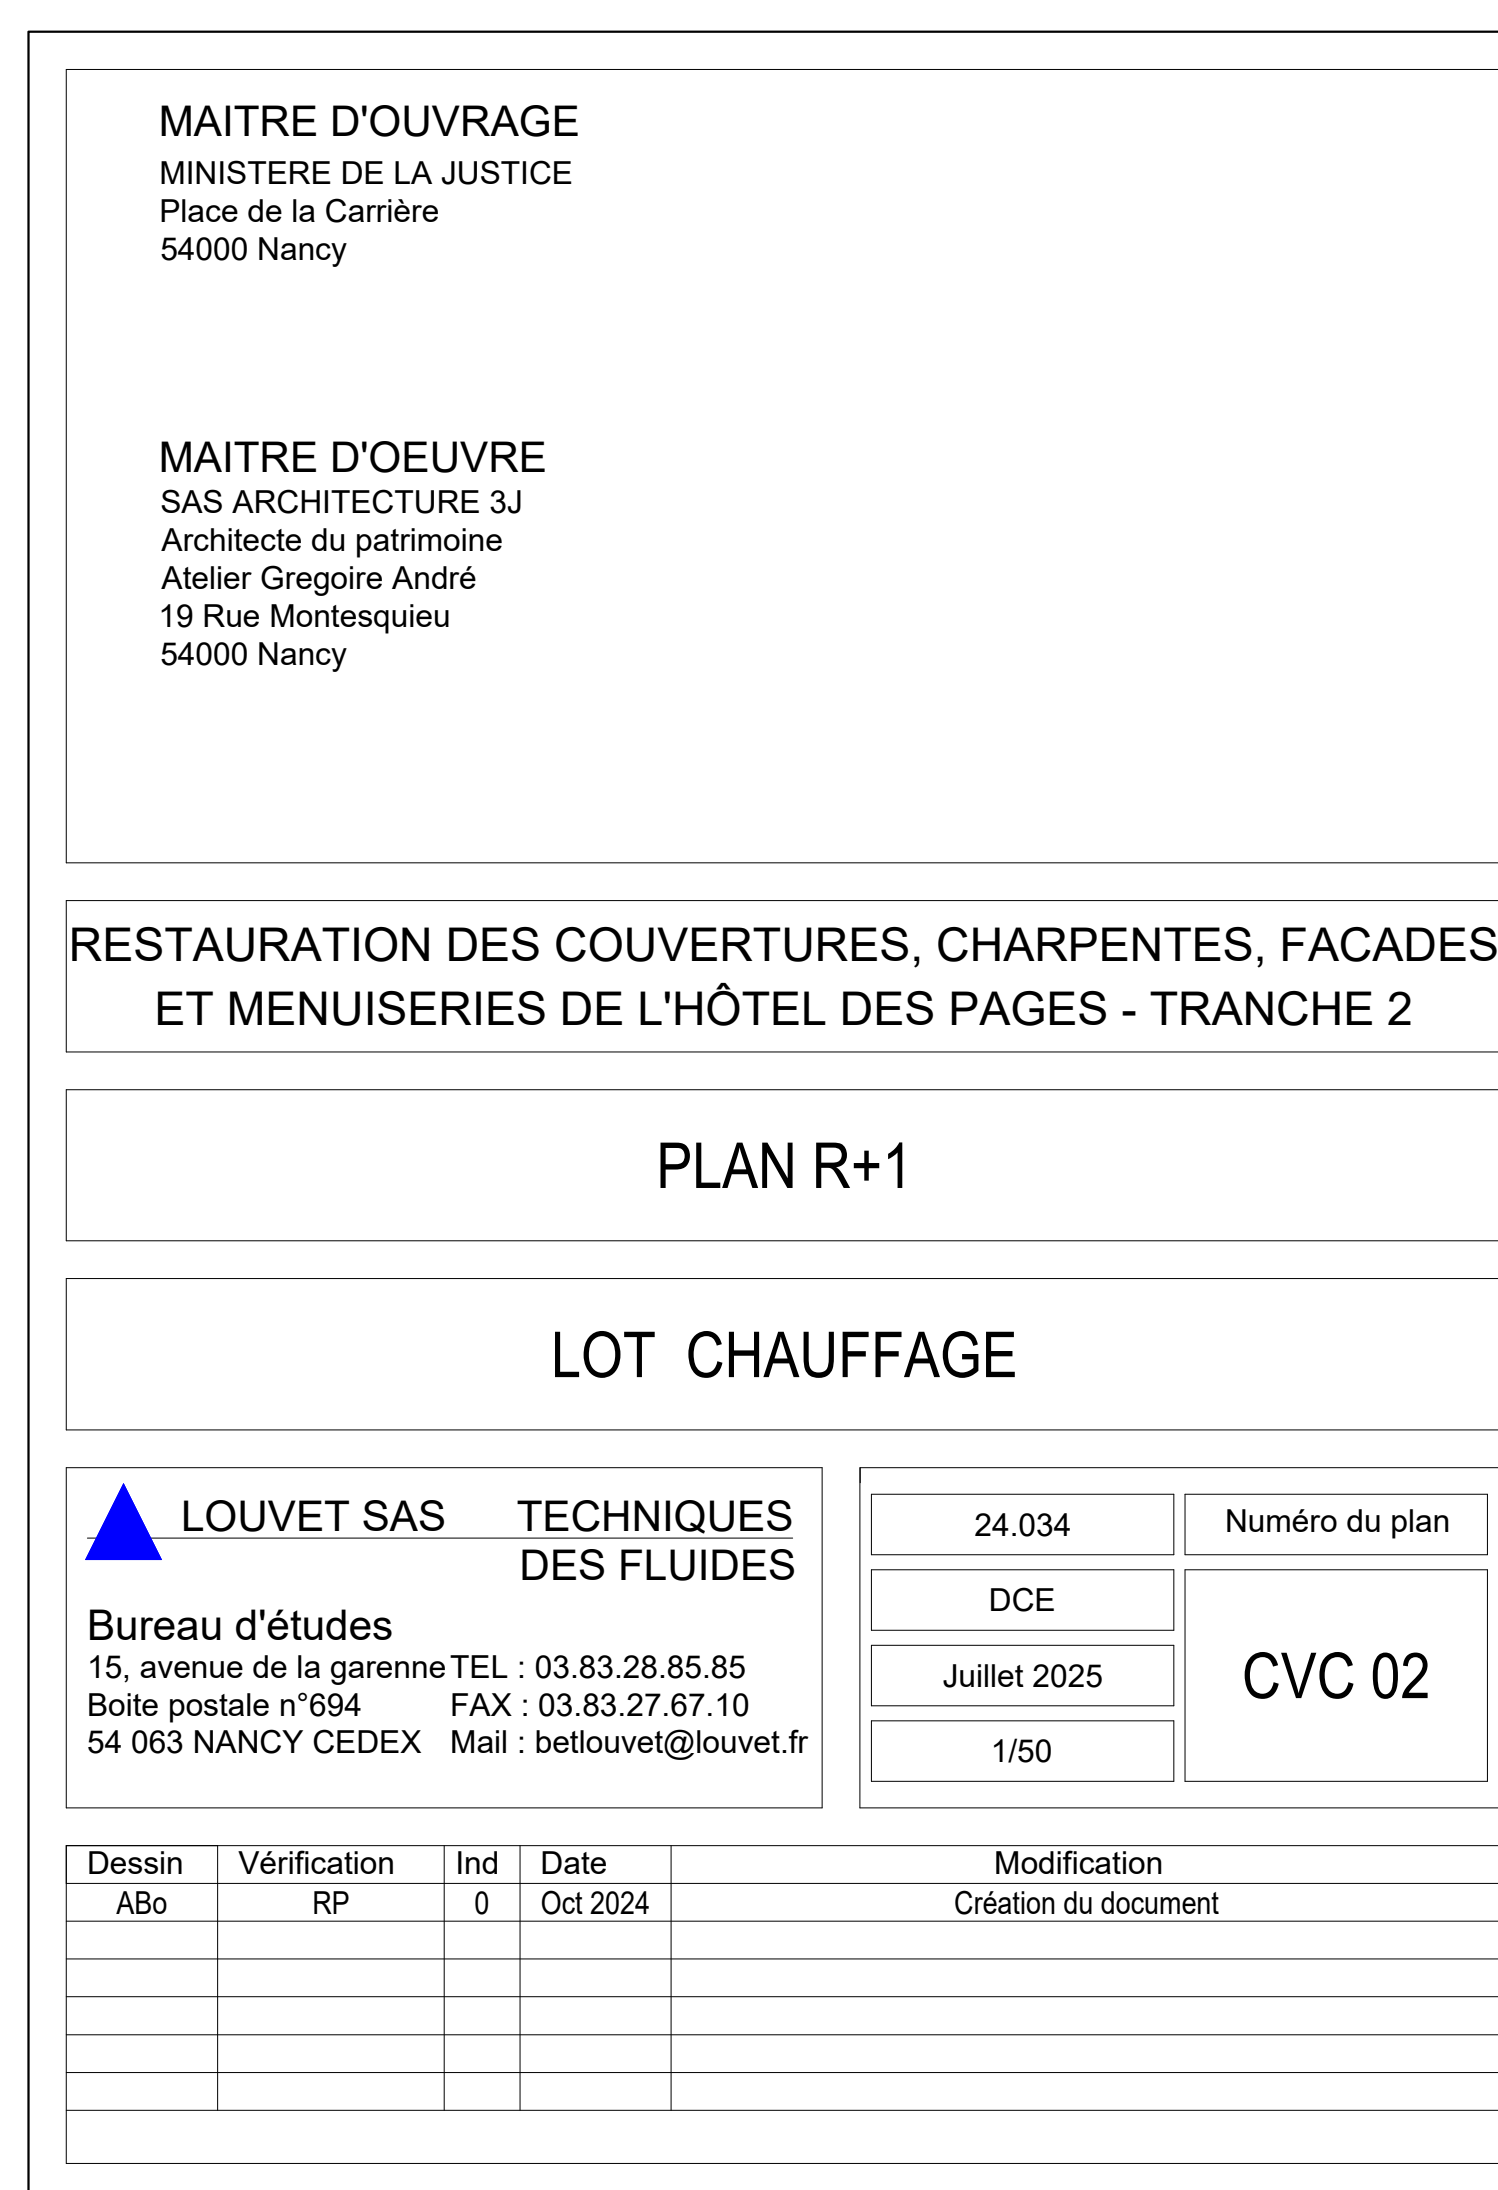 MAITRE D'OUVRAGE
MINISTERE DE LA JUSTICE
Place de la Carrière
54000 Nancy
MAITRE D'OEUVRE
SAS ARCHITECTURE 3J
Architecte du patrimoine
Atelier Gregoire André
19 Rue Montesquieu
54000 Nancy
RESTAURATION DES COUVERTURES, CHARPENTES, FACADES
ET MENUISERIES DE L'HÔTEL DES PAGES - TRANCHE 2
PLAN R+1
LOT CHAUFFAGE
LOUVET SAS TECHNIQUES
DES FLUIDES
Bureau d'études
15, avenue de la garenne TEL : 03.83.28.85.85
Boite postale n°694 FAX : 03.83.27.67.10
54 063 NANCY CEDEX Mail : betlouvet@louvet.fr
24.034 Numéro du plan
DCE
Juillet 2025 CVC 02
1/50
Dessin Vérification Ind Date Modification
ABo RP 0 Oct 2024 Création du document